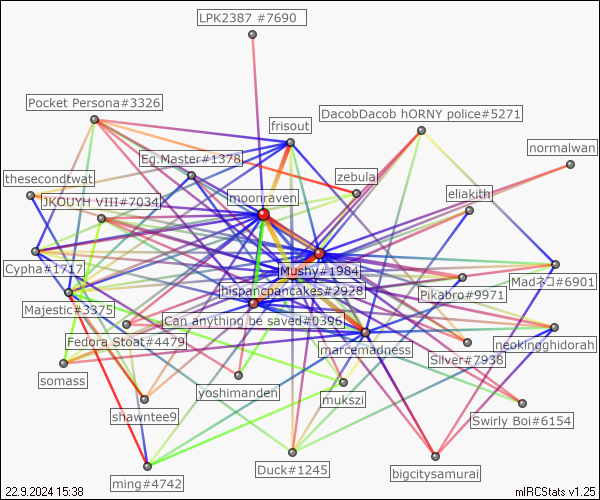 LPK2387 #7690
Pocket Persona#3326
DacobDacob hORNY police#5271
frisout
normalwan
Eg.Master#1378
zebula
thesecondtwat
eliakith
JKOUYH VIII#7034
moonraven
Cypha#1717
Mushy#1984
Madネコ#6901
hispancpancakes#2928
Pikabro#9971
Majestic#3375
Can anything be saved#0396
Fedora Stoat#4479
marcemadness
neokingghidorah
Silver#7938
somass
yoshimanden
mukszi
shawntee9
Swirly Boi#6154
Duck#1245
bigcitysamurai
ming#4742
22.9.2024 15:38
mIRCStats v1.25